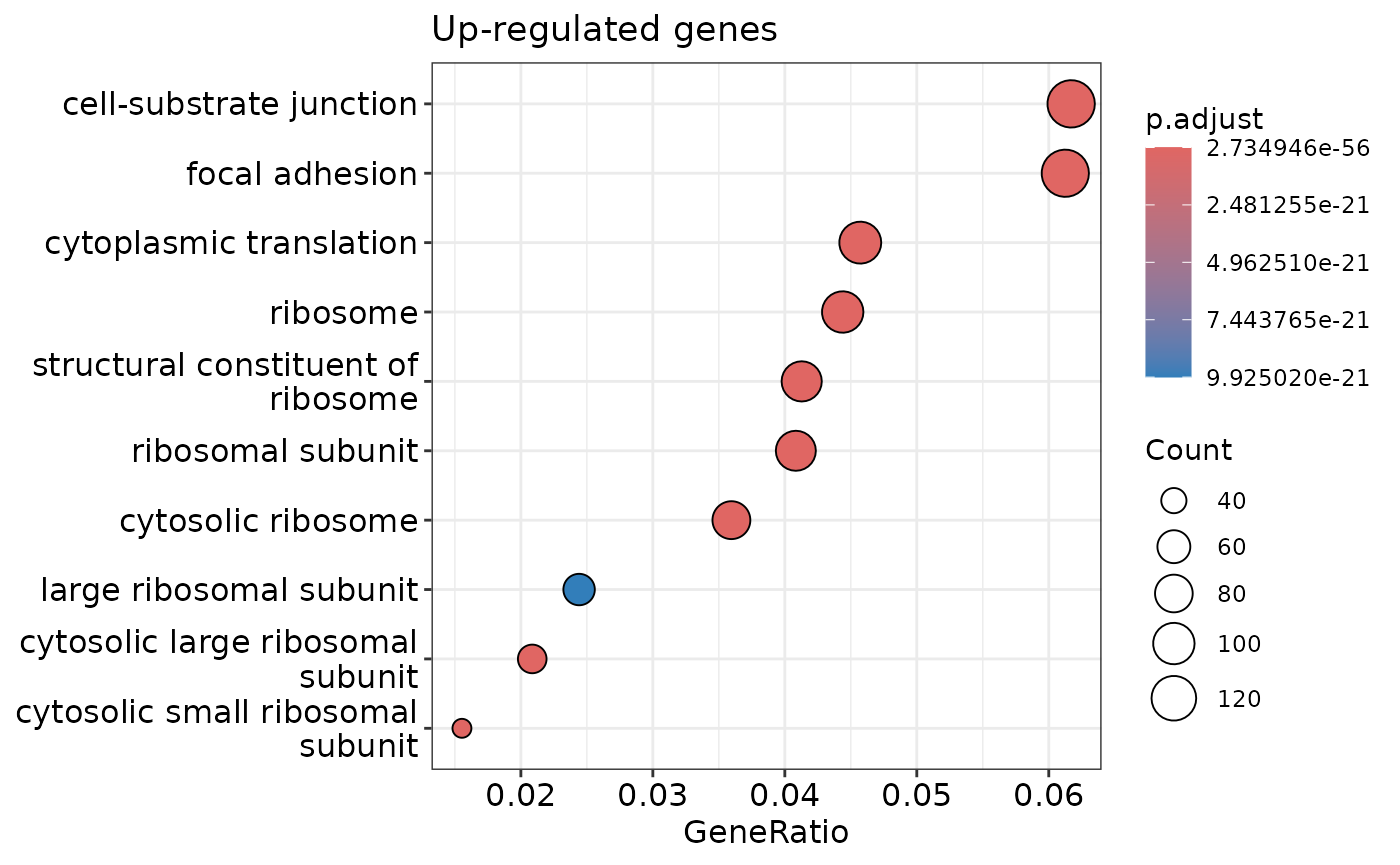 Up-regulated genes
cell-substrate junction
focal adhesion
cytoplasmic translation
ribosome
structural constituent of
ribosome
ribosomal subunit
cytosolic ribosome
large ribosomal subunit
cytosolic large ribosomal
subunit
cytosolic small ribosomal
subunit
0.02 0.03 0.04 0.05 0.06
GeneRatio
p.adjust
2.734946e-56
2.481255e-21
4.962510e-21
7.443765e-21
9.925020e-21
Count
40
60
80
100
120